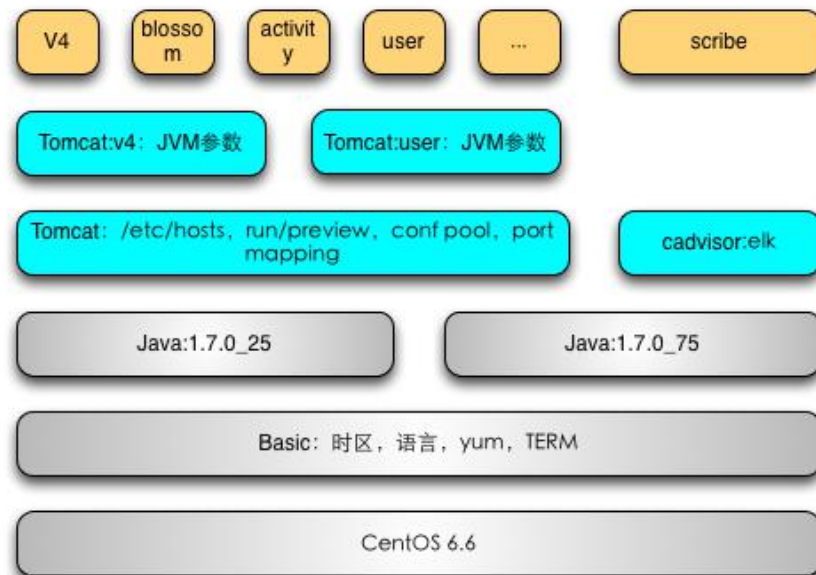 V4
blosso
m
activit
y
user
...
scribe
Tomcat:v4：JVM参数
Tomcat:user：JVM参数
Tomcat：/etc/hosts，run/preview，conf pool，port
mapping
cadvisor:elk
Java:1.7.0_25
Java:1.7.0_75
Basic：时区，语言，yum，TERM
CentOS 6.6